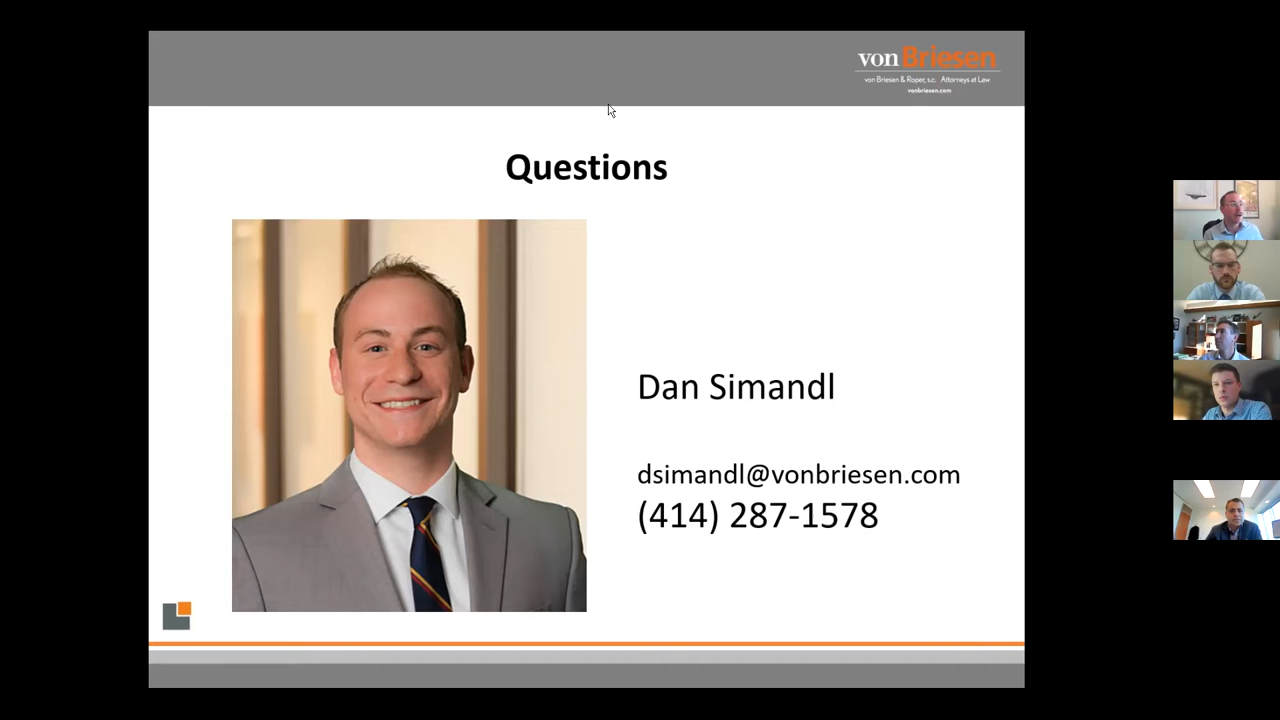 von Briesen
von Briesen & Roper, s.c. Attorneys at Law
vonbriesen.com
Questions
Dan Simandl
dsimandl@vonbriesen.com
(414) 287-1578